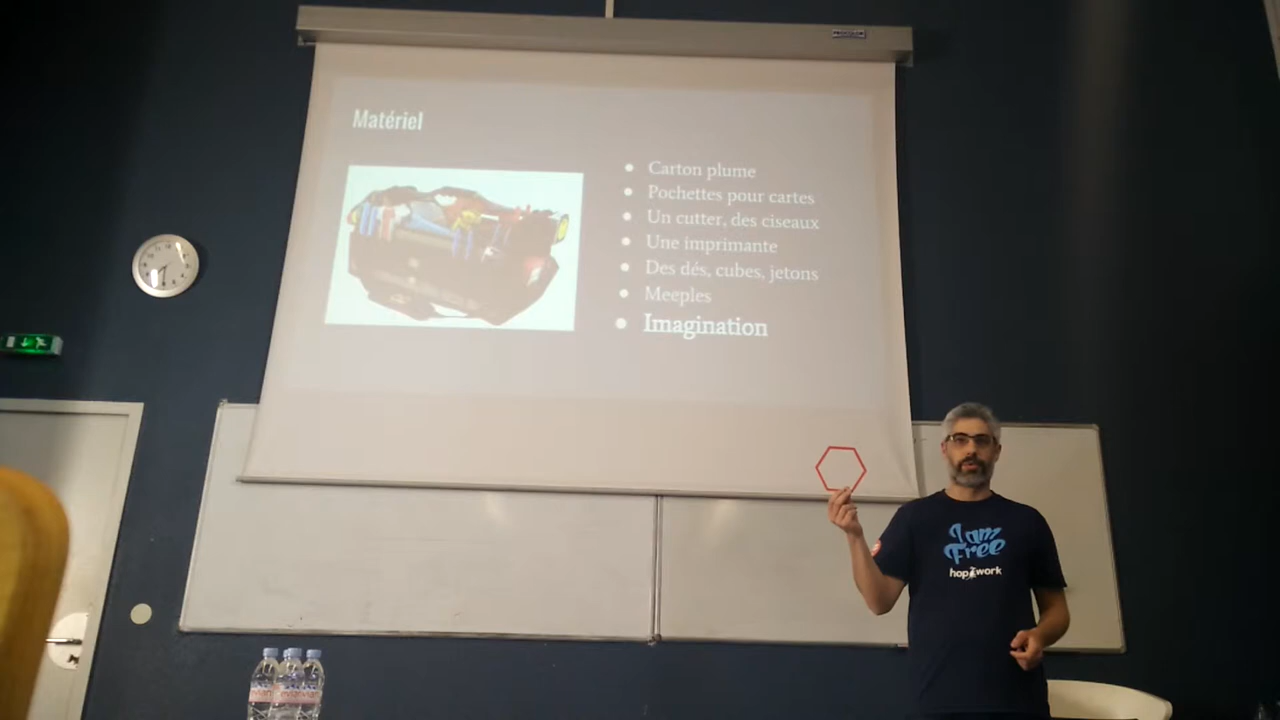 Matériel
Carton plume
Pochettes pour cartes
Un cutter, des ciseaux
Une imprimante
Des dés, cubes, jetons
Meeples
Imagination
I am
Free
hopwork
evian